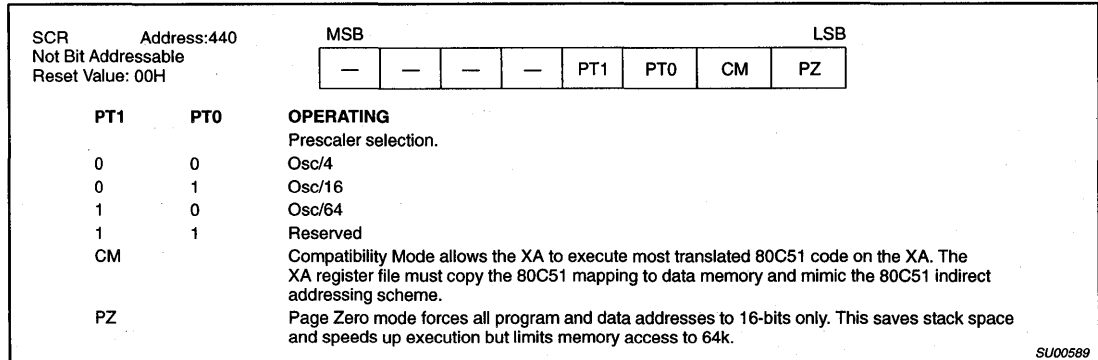 SCR Address:440 MSB LSB
Not Bit Addressable
Reset Value: 00H
— — — — PT1 PT0 CM PZ
PT1 PT0 OPERATING
Prescaler selection.
0 0 Osc/4
0 1 Osc/16
1 0 Osc/64
1 1 Reserved
CM Compatibility Mode allows the XA to execute most translated 80C51 code on the XA. The
XA register file must copy the 80C51 mapping to data memory and mimic the 80C51 indirect
addressing scheme.
PZ Page Zero mode forces all program and data addresses to 16-bits only. This saves stack space
and speeds up execution but limits memory access to 64k.
SU00589